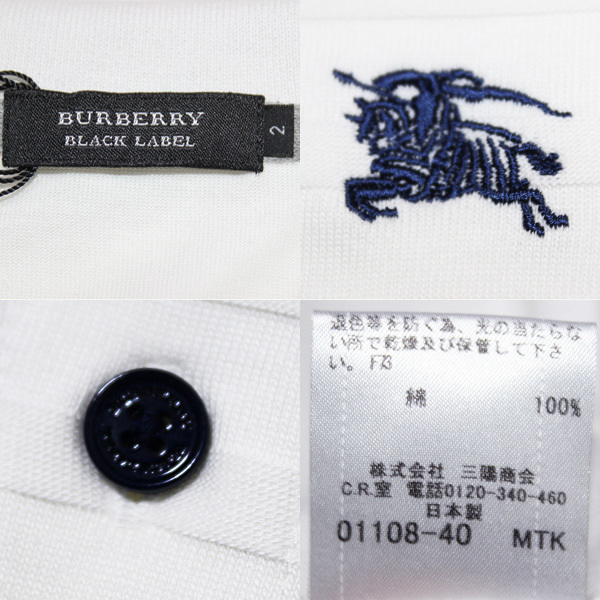 BURBERRY
BLACK LABEL
2
退色等を防ぐ為、光の当たらな
い所で乾燥及び保管して下さ
い。 F73
綿 100%
株式会社 三陽商会
C.R.室 電話0120-340-460
日本製
01108-40 MTK